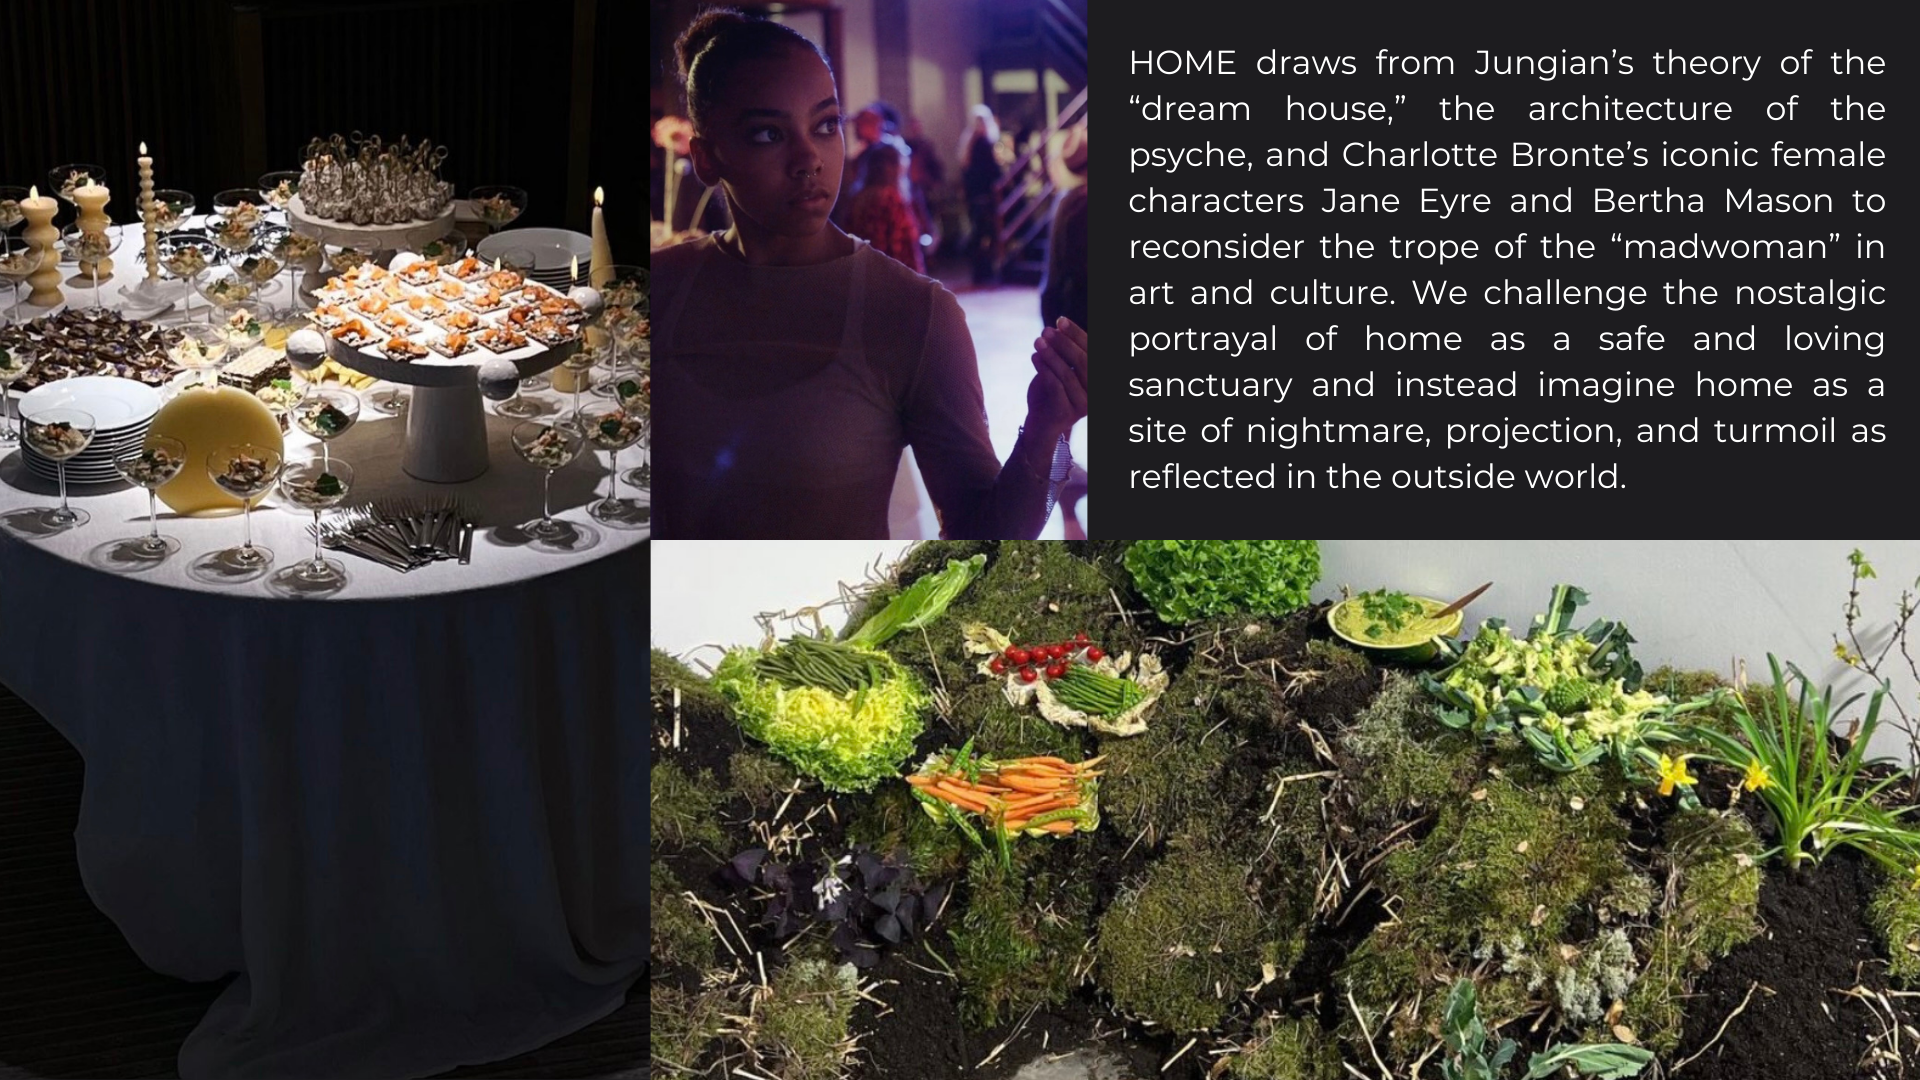 HOME draws from Jungian’s theory of the
“dream house,” the architecture of the
psyche, and Charlotte Bronte’s iconic female
characters Jane Eyre and Bertha Mason to
reconsider the trope of the “madwoman” in
art and culture. We challenge the nostalgic
portrayal of home as a safe and loving
sanctuary and instead imagine home as a
site of nightmare, projection, and turmoil as
reflected in the outside world.